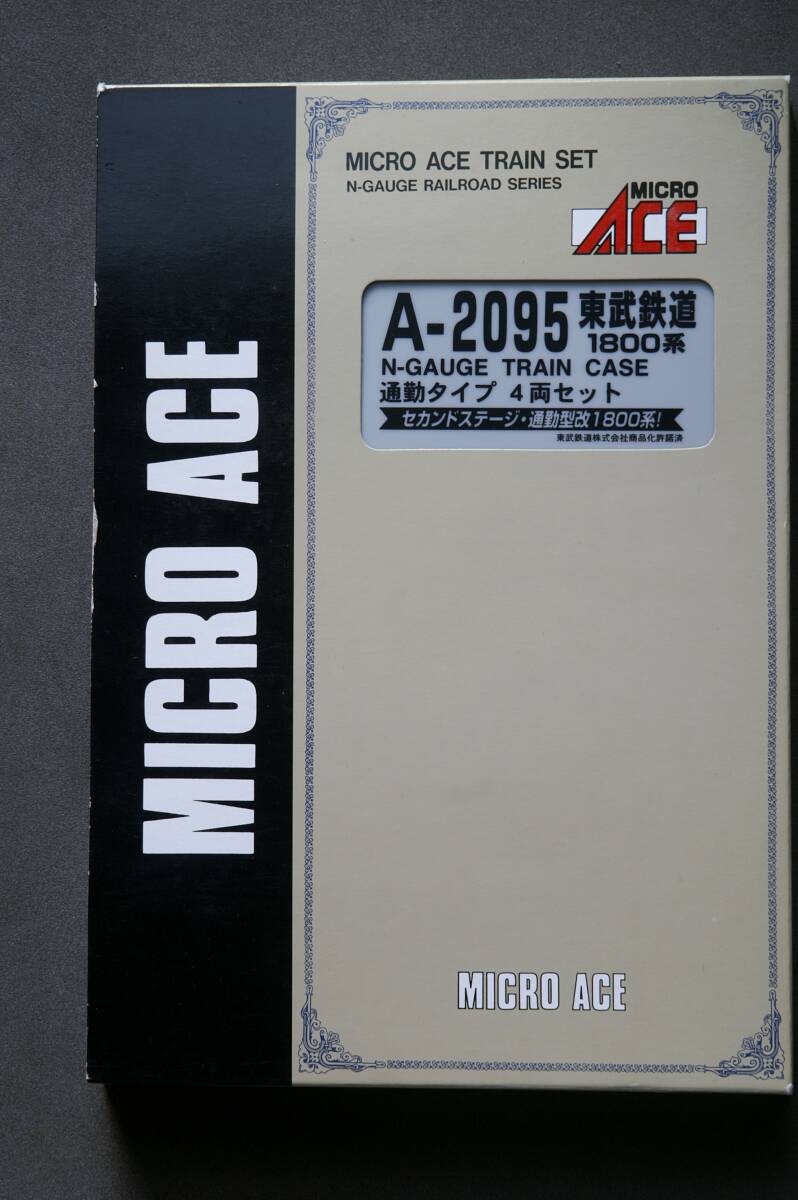 MICRO ACE
MICRO ACE TRAIN SET
N-GAUGE RAILROAD SERIES
MICRO
ACE
A-2095 東武鉄道
1800系
N-GAUGE TRAIN CASE
通勤タイプ 4両セット
セカンドステージ・通勤型改1800系!
東武鉄道株式会社商品化許諾済
MICRO ACE